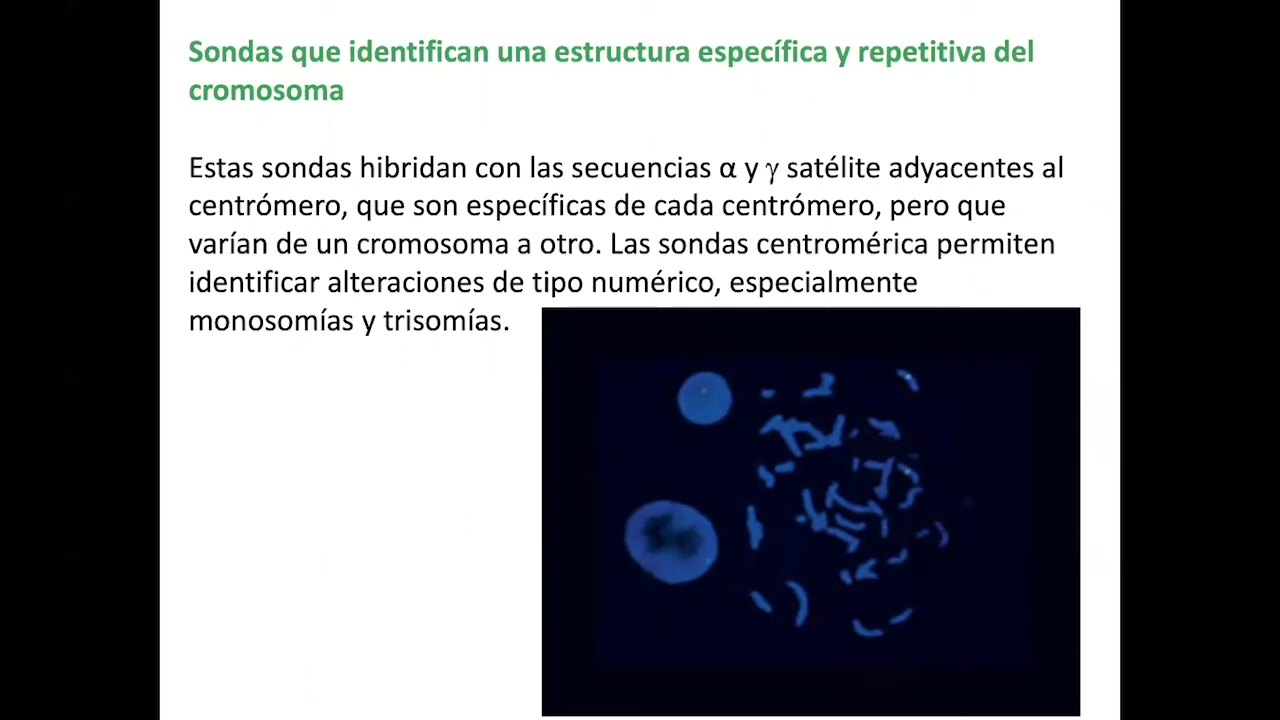 Sondas que identifican una estructura específica y repetitiva del
cromosoma
Estas sondas hibridan con las secuencias α y γ satélite adyacentes al
centrómero, que son específicas de cada centrómero, pero que
varían de un cromosoma a otro. Las sondas centromérica permiten
identificar alteraciones de tipo numérico, especialmente
monosomías y trisomías.